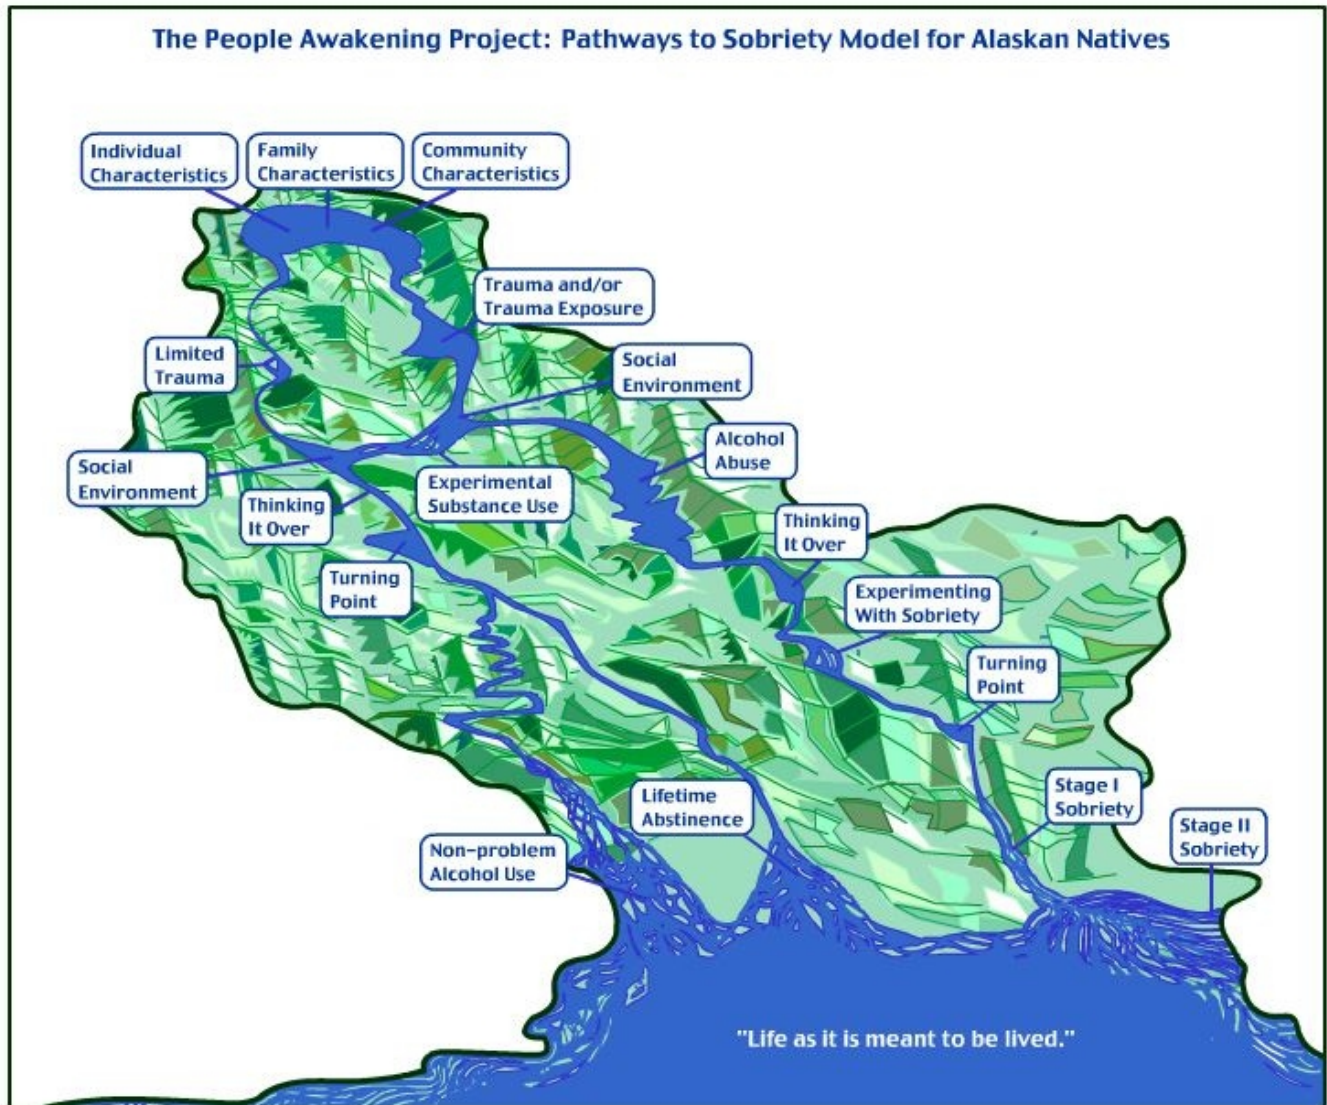 The People Awakening Project: Pathways to Sobriety Model for Alaskan Natives
Individual
Characteristics
Family
Characteristics
Community
Characteristics
Trauma and/or
Trauma Exposure
Limited
Trauma
Social
Environment
Alcohol
Abuse
Social
Environment
Experimental
Substance Use
Thinking
It Over
Thinking
It Over
Turning
Point
Experimenting
With Sobriety
Turning
Point
Stage I
Sobriety
Lifetime
Abstinence
Stage II
Sobriety
Non-problem
Alcohol Use
"Life as it is meant to be lived."